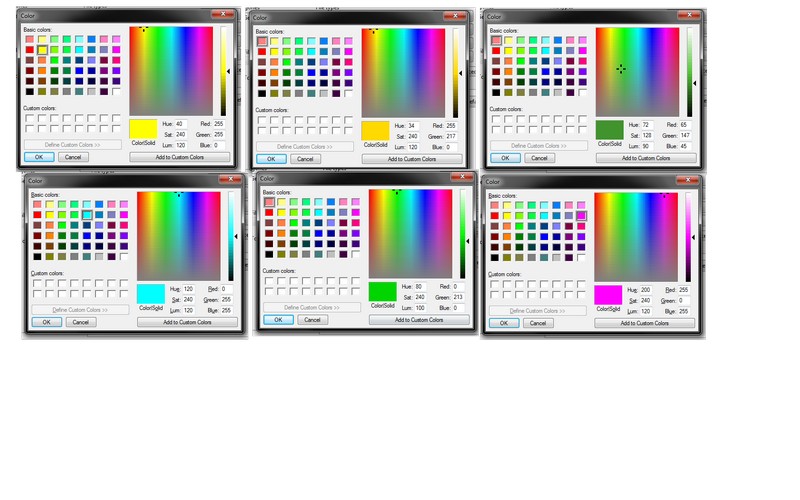 Color
Basic colors:
Custom colors:
Define Custom Colors >>
OK Cancel
Color|Solid
Hue: 40 Red: 255
Sat: 240 Green: 255
Lum: 120 Blue: 0
Add to Custom Colors
Color
Basic colors:
Custom colors:
Define Custom Colors >>
OK Cancel
Color|Solid
Hue: 34 Red: 255
Sat: 240 Green: 217
Lum: 120 Blue: 0
Add to Custom Colors
Color
Basic colors:
Custom colors:
Define Custom Colors >>
OK Cancel
Color|Solid
Hue: 72 Red: 65
Sat: 128 Green: 147
Lum: 90 Blue: 45
Add to Custom Colors
Color
Basic colors:
Custom colors:
Define Custom Colors >>
OK Cancel
Color|Solid
Hue: 120 Red: 0
Sat: 240 Green: 255
Lum: 120 Blue: 255
Add to Custom Colors
Color
Basic colors:
Custom colors:
Define Custom Colors >>
OK Cancel
Color|Solid
Hue: 80 Red: 0
Sat: 240 Green: 213
Lum: 100 Blue: 0
Add to Custom Colors
Color
Basic colors:
Custom colors:
Define Custom Colors >>
OK Cancel
Color|Solid
Hue: 200 Red: 255
Sat: 240 Green: 0
Lum: 120 Blue: 255
Add to Custom Colors